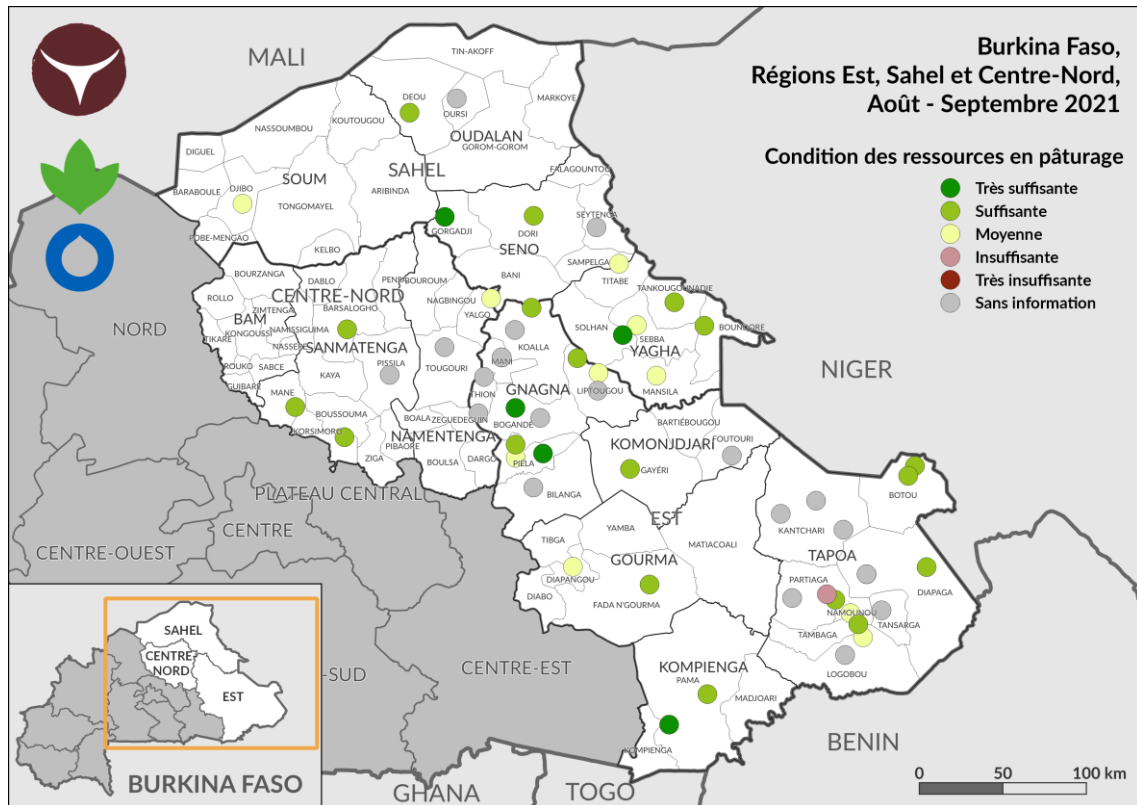 Burkina Faso,
Régions Est, Sahel et Centre-Nord,
Août - Septembre 2021
Condition des ressources en pâturage
Très suffisante
Suffisante
Moyenne
Insuffisante
Très insuffisante
Sans information
MALI
TIN-AKOFF
DEOU
OURSI
MARKOYE
KOUTOUGOU
NASSOUMBOU
OUDALAN
GOROM-GOROM
DIGUEL
SAHEL
FALAGOUNTOU
BARABOULE
DJIBO
SOUM
ARIBINDA
TONGOMAYEL
SEYTENGA
GORGADJI
DORI
POBE-MENGAO
SENO
KELBO
SAMPELGA
BANI
BOURZANGA
DABLO
BOUROUM
TITABE
CENTRE-NORD
NAGBINGOU
ROLLO
BARSALOGHO
YALGO
ZIMTENGA
BAM
NORD
NAMISSIGUIMA
SOLHAN
BOUNDORE
KONGOUSSI
SEBBA
TIKARE
SANMATENGA
KOALLA
YAGHA
MANI
PISSILA
TOUGOURI
ROUKO
SABCE
KAYA
NIGER
GNAGNA
LIPTOUGOU
MANSILA
THION
MANE
BOUSSOUMA
BOALA
ZEGUEDEGUIN
BOGANDE
BARTIÉBOUGOU
KORSIMORO
NAMENTENGA
KOMONDJARI
FOUTOURI
PIBAORE
ZIGA
BOULSA
DARGO
PIELA
GAYÉRI
PLATEAU CENTRAL
BILANGA
BOTOU
CENTRE
EST
KANTCHARI
YAMBA
CENTRE-OUEST
TIBGA
MATIACOALI
TAPOA
GOURMA
DIAPANGOU
PARTIAGA
DIABO
FADA N'GOURMA
DIAPAGA
NAMOUNOU
TANSARGA
TAMBAGA
SAHEL
CENTRE-
NORD
CENTRE-EST
-SUD
KOMPIENGA
PAMA
LOGOBOU
EST
MADJOARI
KOMPIENGA
BENIN
BURKINA FASO
GHANA
TOGO
0 50 100 km